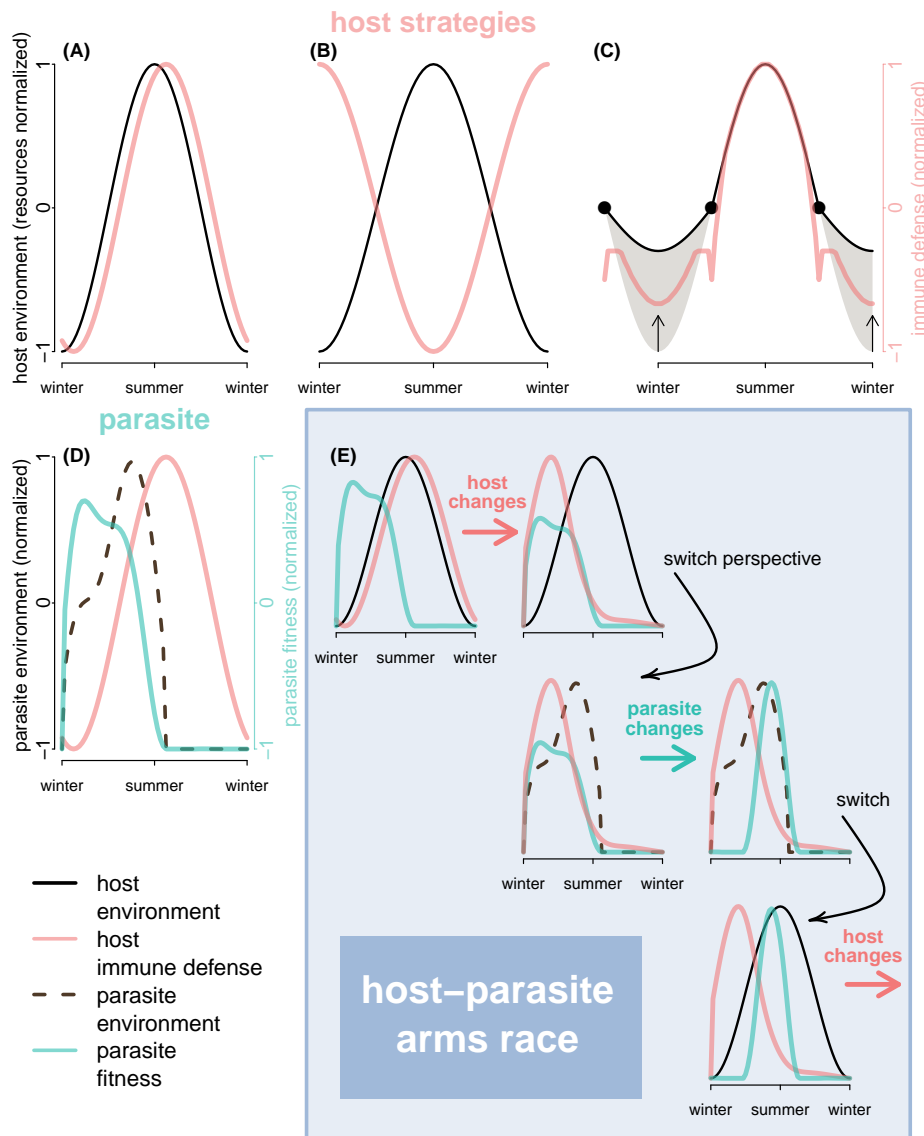 host strategies
(A)
(B)
(C)
host environment (resources normalized)
−1
0
1
winter
summer
winter
winter
summer
winter
winter
summer
winter
−1
0
1
immune defense (normalized)
parasite
(D)
parasite environment (normalized)
−1
0
1
winter
summer
winter
−1
0
1
parasite fitness (normalized)
(E)
host
changes
winter
summer
winter
switch perspective
parasite
changes
winter
summer
winter
switch
host
changes
winter
summer
winter
host−parasite
arms race
host
environment
host
immune defense
parasite
environment
parasite
fitness